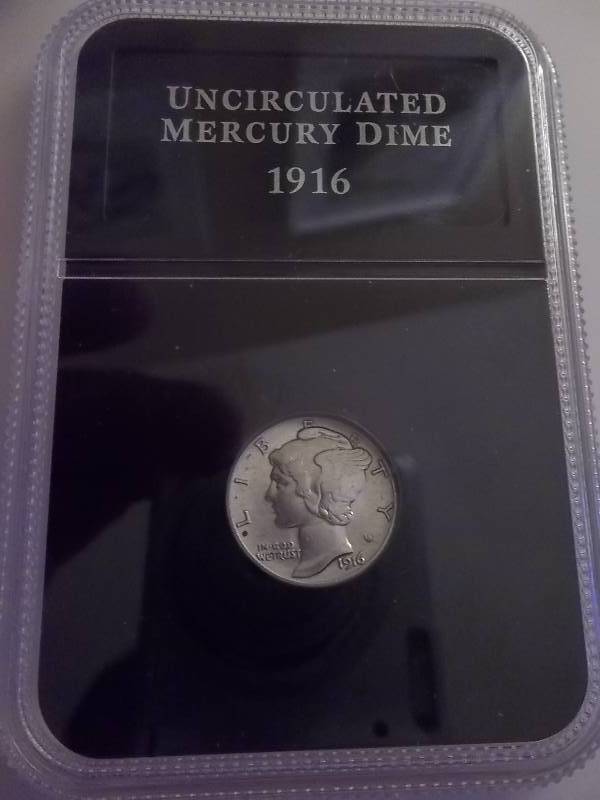 UNCIRCULATED
MERCURY DIME
1916
LIBERTY
IN·GOD
WE·TRUST 1916